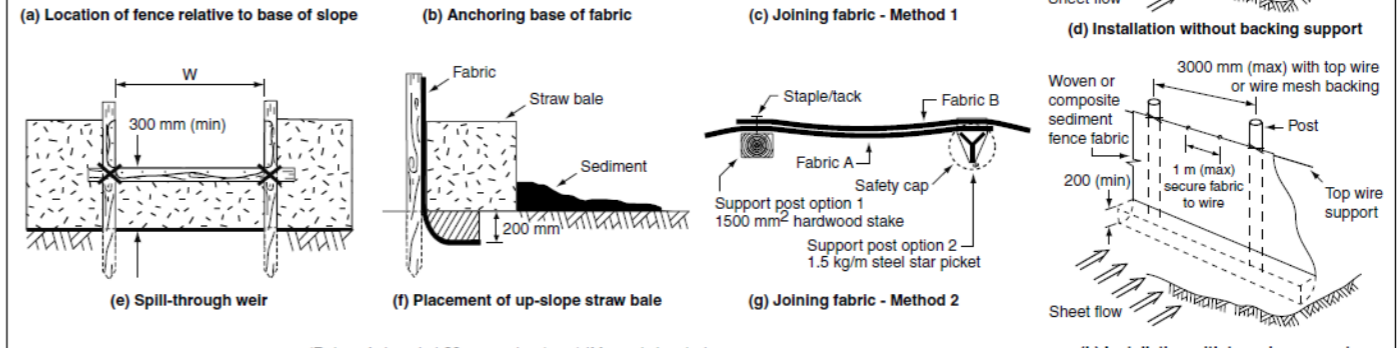 Sheet flow
(a) Location of fence relative to base of slope
(b) Anchoring base of fabric
(c) Joining fabric - Method 1
(d) Installation without backing support
W
300 mm (min)
(e) Spill-through weir
Fabric
Straw bale
Sediment
200 mm
(f) Placement of up-slope straw bale
Staple/tack
Fabric B
Fabric A
Safety cap
Support post option 1
1500 mm² hardwood stake
Support post option 2
1.5 kg/m steel star picket
(g) Joining fabric - Method 2
3000 mm (max) with top wire
or wire mesh backing
Woven or
composite
sediment
fence fabric
Post
1 m (max)
secure fabric
to wire
200 (min)
Top wire
support
Sheet flow